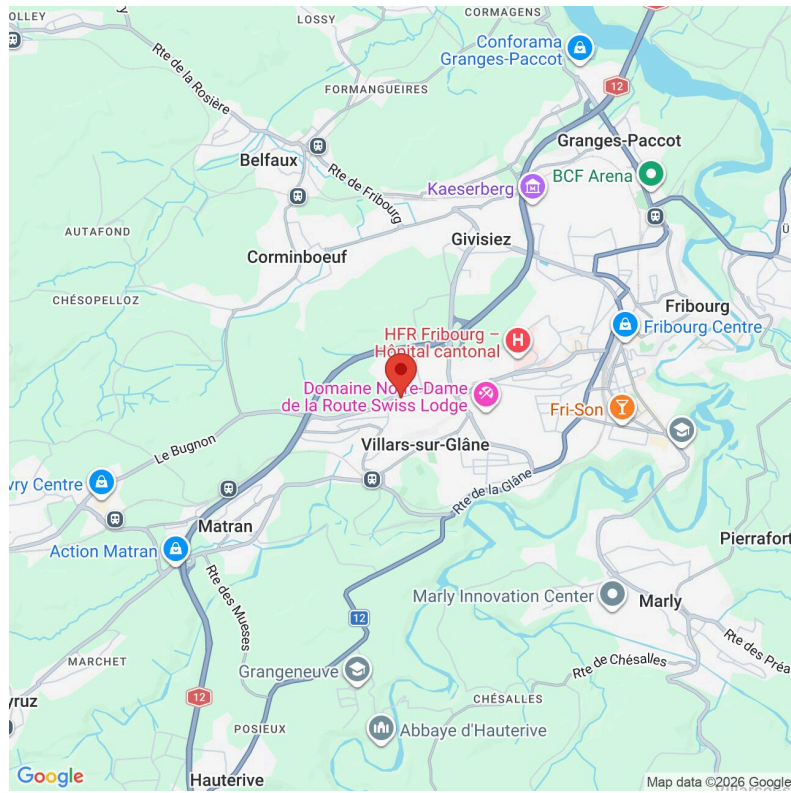 OLLEY
LOSSY
CORMAGENS
Conforama
Granges-Paccot
Rte de la Rosière
FORMANGUEIRES
12
Granges-Paccot
Belfaux
BCF Arena
Rte de Fribourg
Kaeserberg
AUTAFOND
Givisiez
Ü
Corminboeuf
CHÉSOPELLOZ
Fribourg
HFR Fribourg –
Hôpital cantonal
H
Fribourg Centre
Domaine Notre-Dame
de la Route Swiss Lodge
Fri-Son
Le Bugnon
Villars-sur-Glâne
vry Centre
Rte de la Glâne
Matran
Action Matran
Pierrafort
Rte des Mueses
Marly Innovation Center
Marly
12
Rte des Préa
MARCHET
Grangeneuve
Rte de Chésalles
12
CHÉSALLES
yruz
POSIEUX
Abbaye d'Hauterive
Hauterive
Google
Map data ©2026 Google